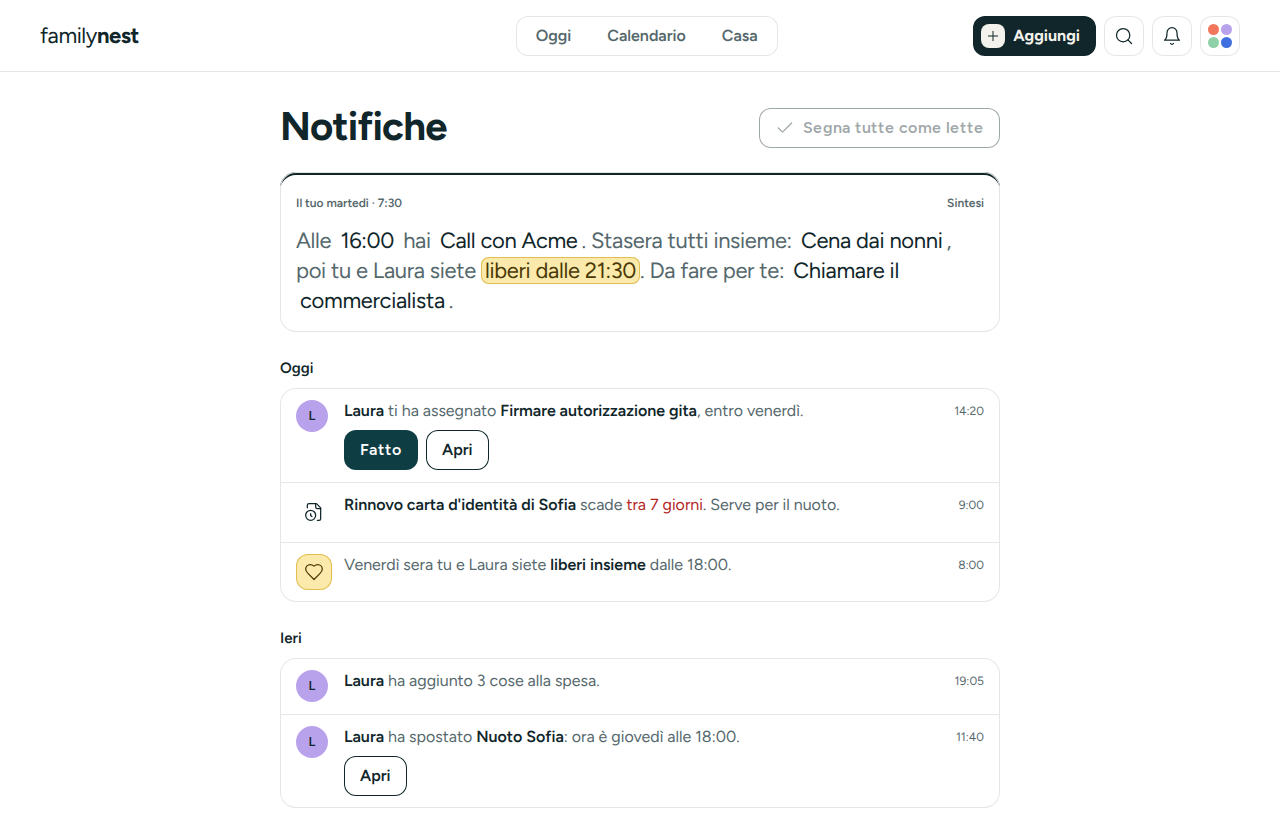 familynest
Oggi
Calendario
Casa
Aggiungi
Notifiche
Segna tutte come lette
Il tuo martedì · 7:30
Sintesi
Alle 16:00 hai Call con Acme. Stasera tutti insieme: Cena dai nonni,
poi tu e Laura siete liberi dalle 21:30. Da fare per te: Chiamare il
commercialista.
Oggi
L
Laura ti ha assegnato Firmare autorizzazione gita, entro venerdì.
14:20
Fatto
Apri
Rinnovo carta d'identità di Sofia scade tra 7 giorni. Serve per il nuoto.
9:00
Venerdì sera tu e Laura siete liberi insieme dalle 18:00.
8:00
Ieri
L
Laura ha aggiunto 3 cose alla spesa.
19:05
L
Laura ha spostato Nuoto Sofia: ora è giovedì alle 18:00.
11:40
Apri